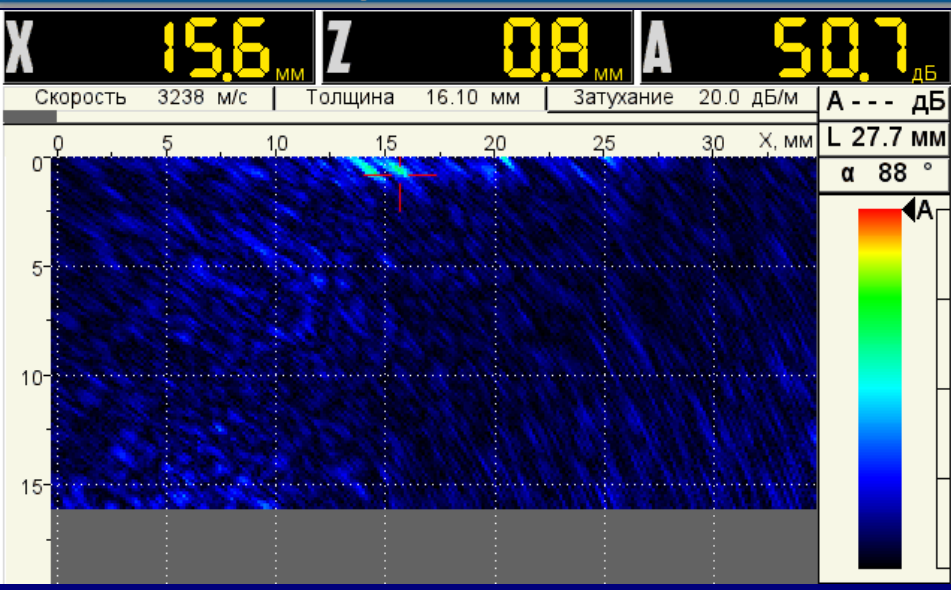 X 15.6 мм Z 0.8 мм A 50.7 дБ
Скорость 3238 м/с Толщина 16.10 мм Затухание 20.0 дБ/м
A - - - дБ
L 27.7 мм
α 88 °
0 5 10 15 20 25 30 X, мм
A
0
5
10
15